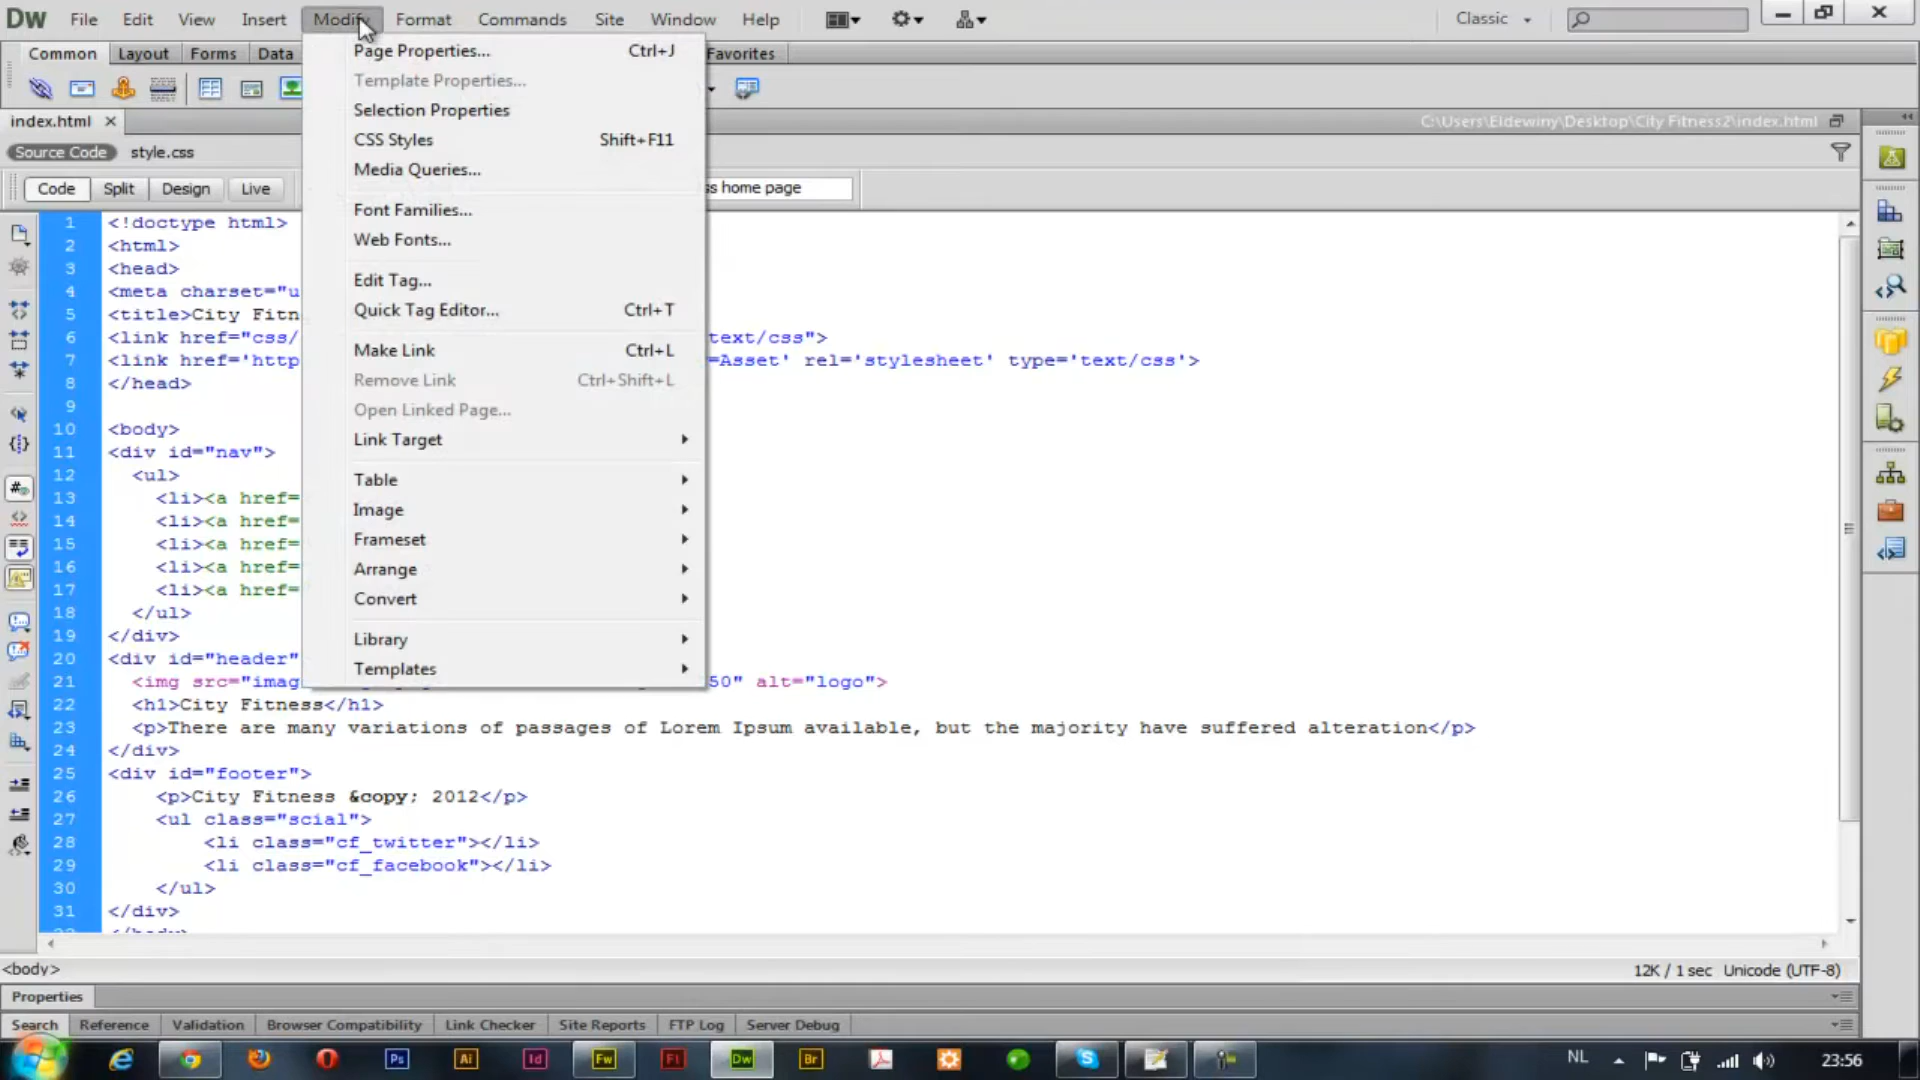 Dw File Edit View Insert Modify Format Commands Site Window Help Classic
Common Layout Forms Data Favorites
index.html C:\Users\Eldewiny\Desktop\City Fitness2\index.html
Source Code style.css
Code Split Design Live ss home page
Page Properties... Ctrl+J
Template Properties...
Selection Properties
CSS Styles Shift+F11
Media Queries...
Font Families...
Web Fonts...
Edit Tag...
Quick Tag Editor... Ctrl+T
Make Link Ctrl+L
Remove Link Ctrl+Shift+L
Open Linked Page...
Link Target
Table
Image
Frameset
Arrange
Convert
Library
Templates
1 <!doctype html>
2 <html>
3 <head>
4 <meta charset="u
5 <title>City Fitn
6 <link href="css/ text/css">
7 <link href='http =Asset' rel='stylesheet' type='text/css'>
8 </head>
9
10 <body>
11 <div id="nav">
12 <ul>
13 <li><a href=
14 <li><a href=
15 <li><a href=
16 <li><a href=
17 <li><a href=
18 </ul>
19 </div>
20 <div id="header"
21 <img src="imag 50" alt="logo">
22 <h1>City Fitness</h1>
23 <p>There are many variations of passages of Lorem Ipsum available, but the majority have suffered alteration</p>
24 </div>
25 <div id="footer">
26 <p>City Fitness &copy; 2012</p>
27 <ul class="scial">
28 <li class="cf_twitter"></li>
29 <li class="cf_facebook"></li>
30 </ul>
31 </div>
<body> 12K / 1 sec Unicode (UTF-8)
Properties
Search Reference Validation Browser Compatibility Link Checker Site Reports FTP Log Server Debug
Ps Ai Id Fw Fl Dw Br NL 23:56